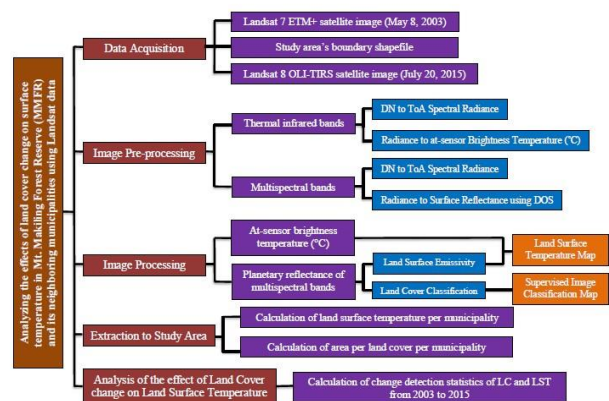 Analyzing the effects of land cover change on surface
temperature in Mt. Makiling Forest Reserve (MMFR)
and its neighboring municipalities using Landsat data
Data Acquisition
Landsat 7 ETM+ satellite image (May 8, 2003)
Study area's boundary shapefile
Landsat 8 OLI-TIRS satellite image (July 20, 2015)
Image Pre-processing
Thermal infrared bands
DN to ToA Spectral Radiance
Radiance to at-sensor Brightness Temperature (°C)
Multispectral bands
DN to ToA Spectral Radiance
Radiance to Surface Reflectance using DOS
Image Processing
At-sensor brightness
temperature (°C)
Planetary reflectance of
multispectral bands
Land Surface Emissivity
Land Cover Classification
Land Surface
Temperature Map
Supervised Image
Classification Map
Extraction to Study Area
Calculation of land surface temperature per municipality
Calculation of area per land cover per municipality
Analysis of the effect of Land Cover
change on Land Surface Temperature
Calculation of change detection statistics of LC and LST
from 2003 to 2015